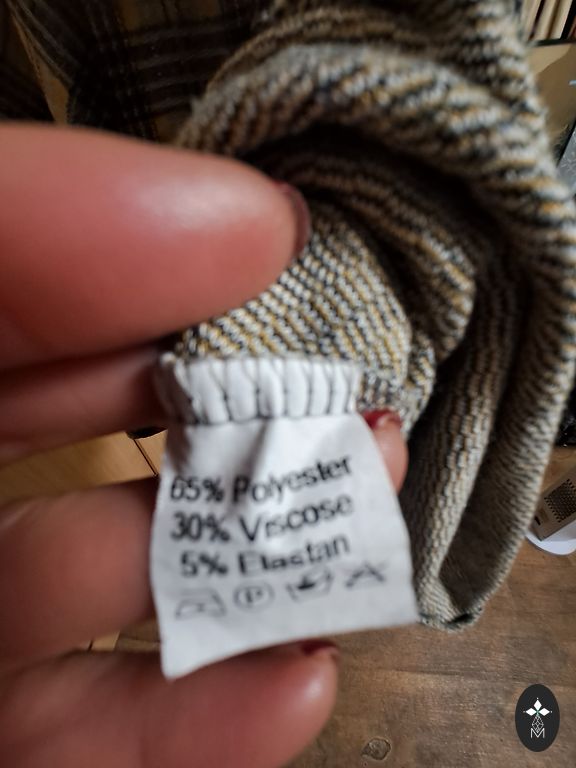 65% Polyester
30% Viscose
5% Elastan
P
M